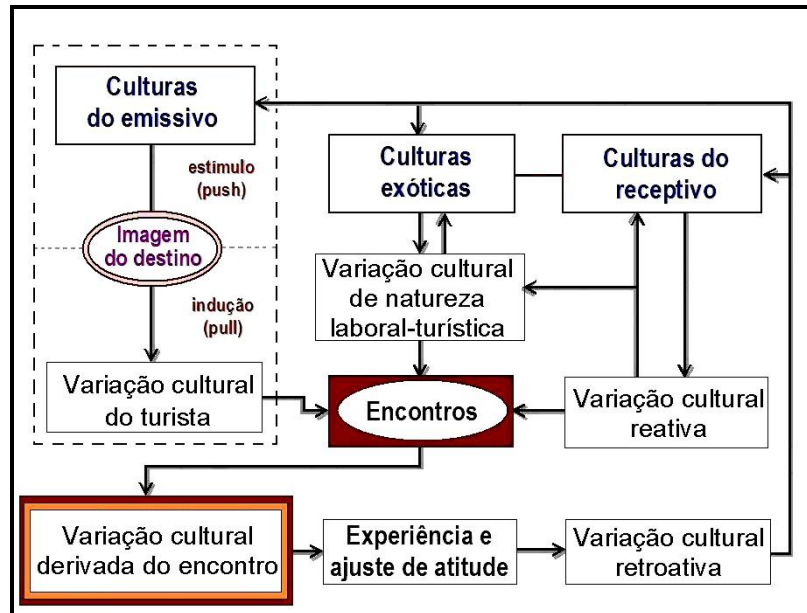 Culturas
do emissivo
estímulo
(push)
Imagem
do destino
indução
(pull)
Variação cultural
do turista
Culturas
exóticas
Culturas do
receptivo
Variação cultural
de natureza
laboral-turística
Encontros
Variação cultural
reativa
Variação cultural
derivada do encontro
Experiência e
ajuste de atitude
Variação cultural
retroativa